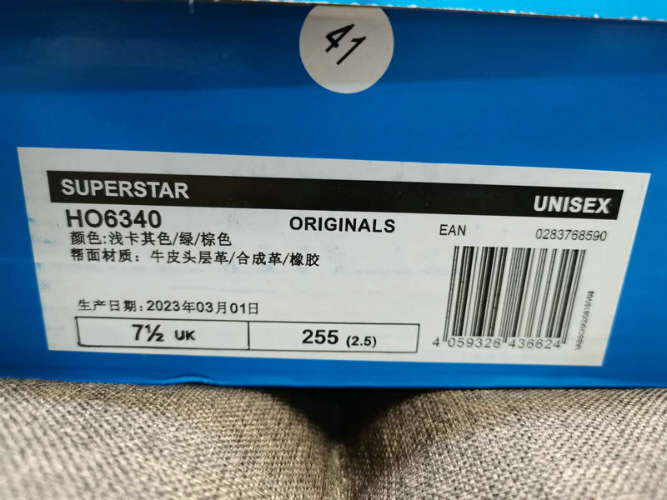 41
SUPERSTAR UNISEX
HO6340 ORIGINALS EAN 0283768590
颜色:浅卡其色/绿/棕色
帮面材质: 牛皮头层革/合成革/橡胶
生产日期:2023年03月01日
7½ UK 255 (2.5)
4 059326 436624